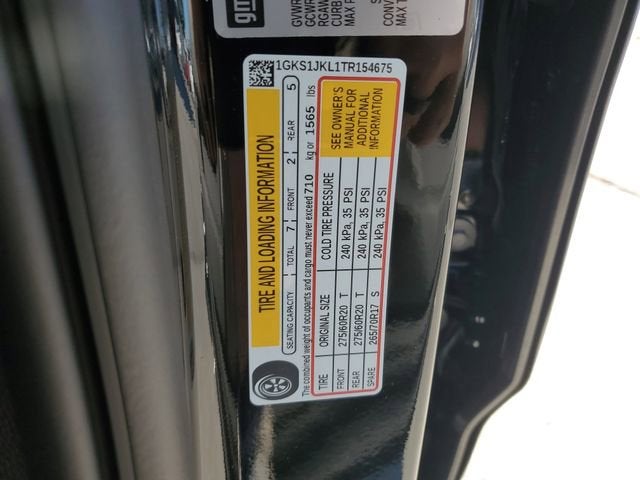 gm
GVWR
GCWR
RGAW
CURB
MAX P
CONV
MAX T
1GKS1JKL1TR154675
TIRE AND LOADING INFORMATION
SEATING CAPACITY TOTAL 7 FRONT 2 REAR 5
The combined weight of occupants and cargo must never exceed 710 kg or 1565 lbs
TIRE ORIGINAL SIZE COLD TIRE PRESSURE
FRONT 275/60R20 T 240 kPa, 35 PSI
REAR 275/60R20 T 240 kPa, 35 PSI
SPARE 265/70R17 S 240 kPa, 35 PSI
SEE OWNER'S
MANUAL FOR
ADDITIONAL
INFORMATION